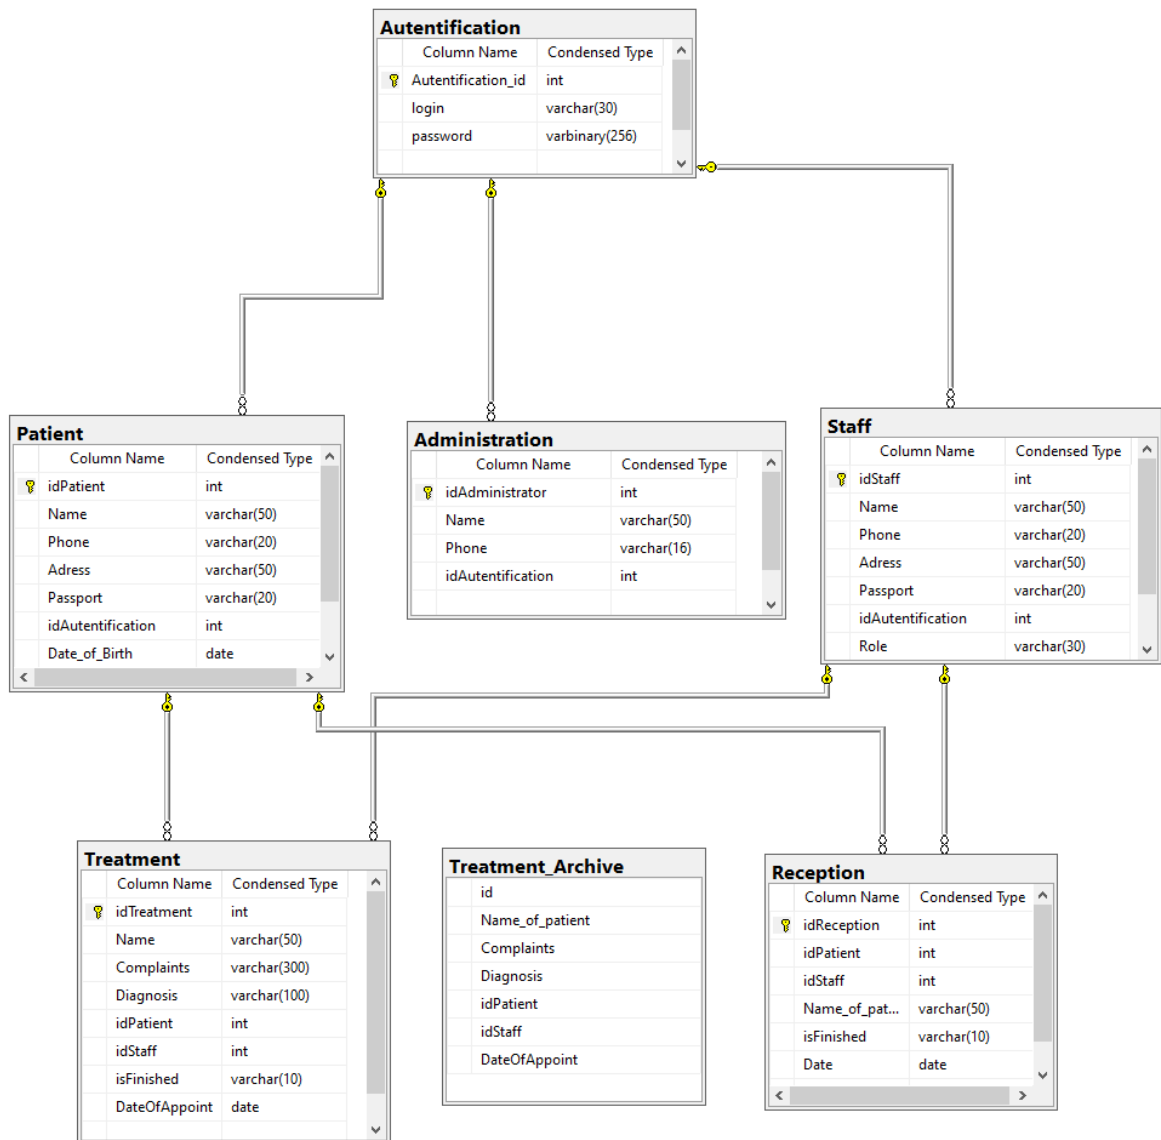 Autentification
Column Name Condensed Type
Autentification_id int
login varchar(30)
password varbinary(256)
Patient
Column Name Condensed Type
idPatient int
Name varchar(50)
Phone varchar(20)
Adress varchar(50)
Passport varchar(20)
idAutentification int
Date_of_Birth date
Administration
Column Name Condensed Type
idAdministrator int
Name varchar(50)
Phone varchar(16)
idAutentification int
Staff
Column Name Condensed Type
idStaff int
Name varchar(50)
Phone varchar(20)
Adress varchar(50)
Passport varchar(20)
idAutentification int
Role varchar(30)
Treatment
Column Name Condensed Type
idTreatment int
Name varchar(50)
Complaints varchar(300)
Diagnosis varchar(100)
idPatient int
idStaff int
isFinished varchar(10)
DateOfAppoint date
Treatment_Archive
id
Name_of_patient
Complaints
Diagnosis
idPatient
idStaff
DateOfAppoint
Reception
Column Name Condensed Type
idReception int
idPatient int
idStaff int
Name_of_pat... varchar(50)
isFinished varchar(10)
Date date